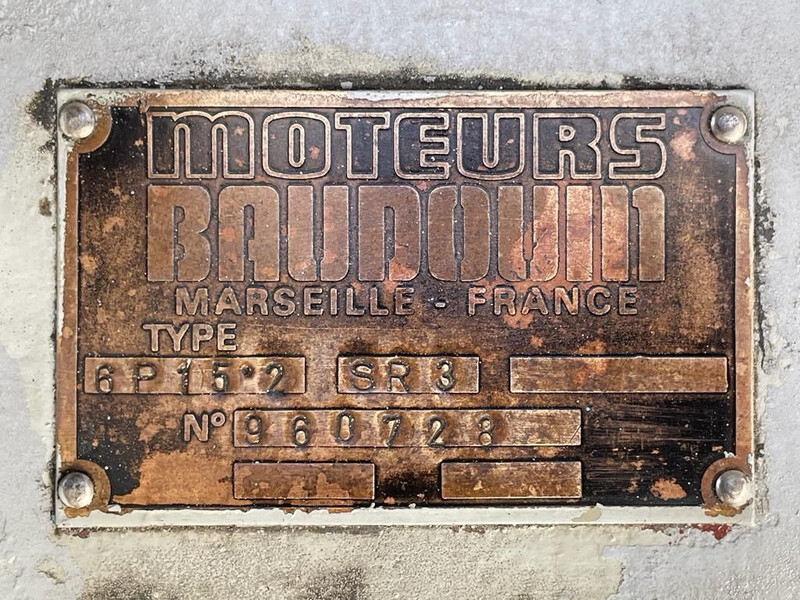 MOTEURS
BAUDOUIN
MARSEILLE - FRANCE
TYPE
6P15•2 SR3
N° 960728